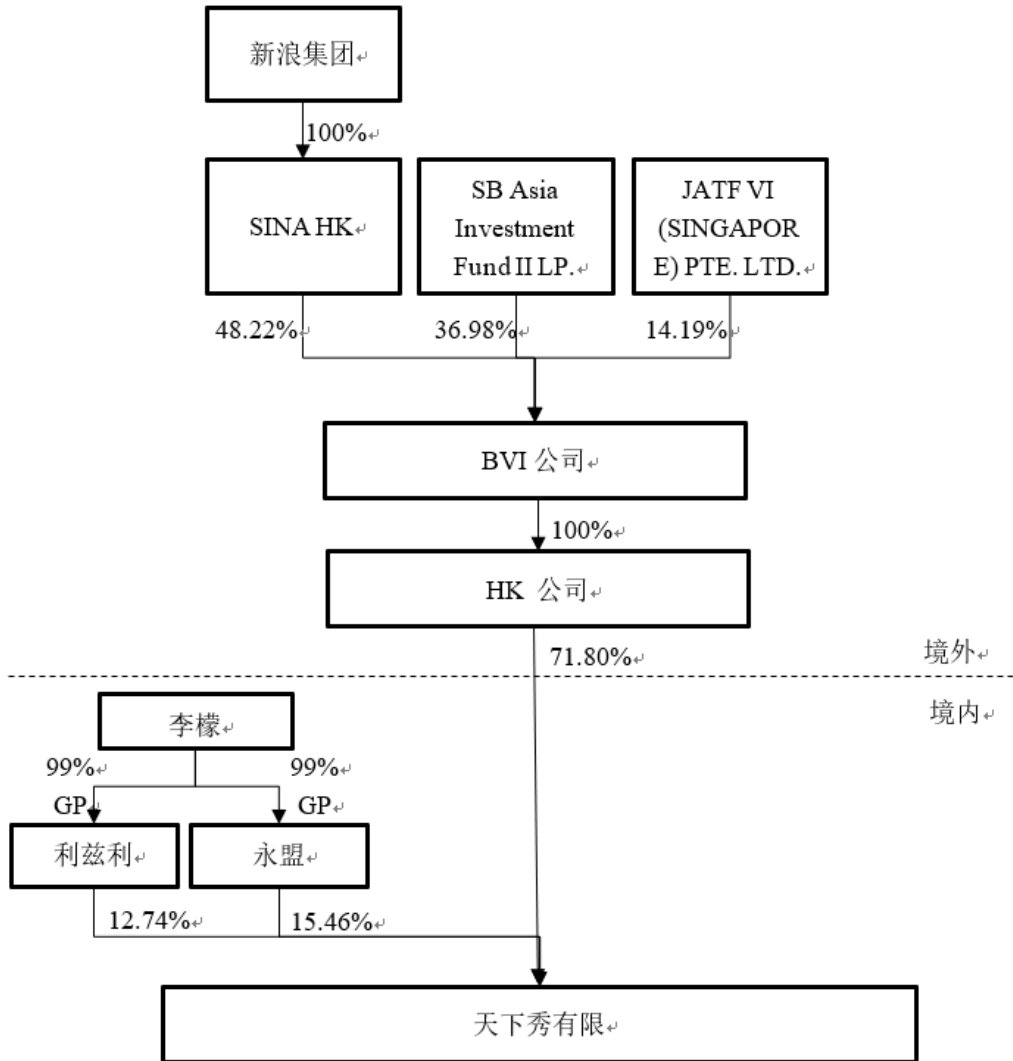 新浪集团
100%
SINA HK
SB Asia
Investment
Fund II LP.
JATF VI
(SINGAPOR
E) PTE. LTD.
48.22%
36.98%
14.19%
BVI 公司
100%
HK 公司
71.80%
境外
境内
李檬
99%
99%
GP
GP
利兹利
永盟
12.74%
15.46%
天下秀有限